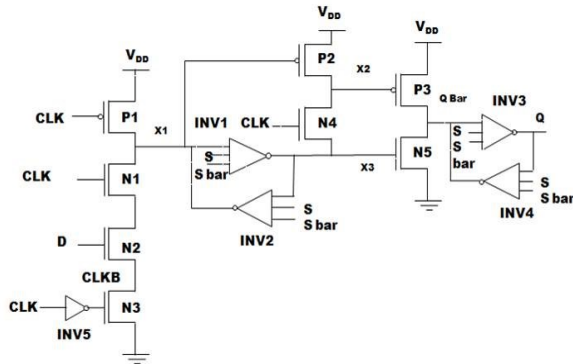 VDD
VDD
VDD
P2
X2
P3
CLK
P1
X1
INV1
CLK
N4
Q Bar
INV3
Q
S
S
bar
CLK
N1
S
S bar
X3
N5
S
S bar
INV4
D
N2
S
S bar
INV2
CLKB
CLK
N3
INV5